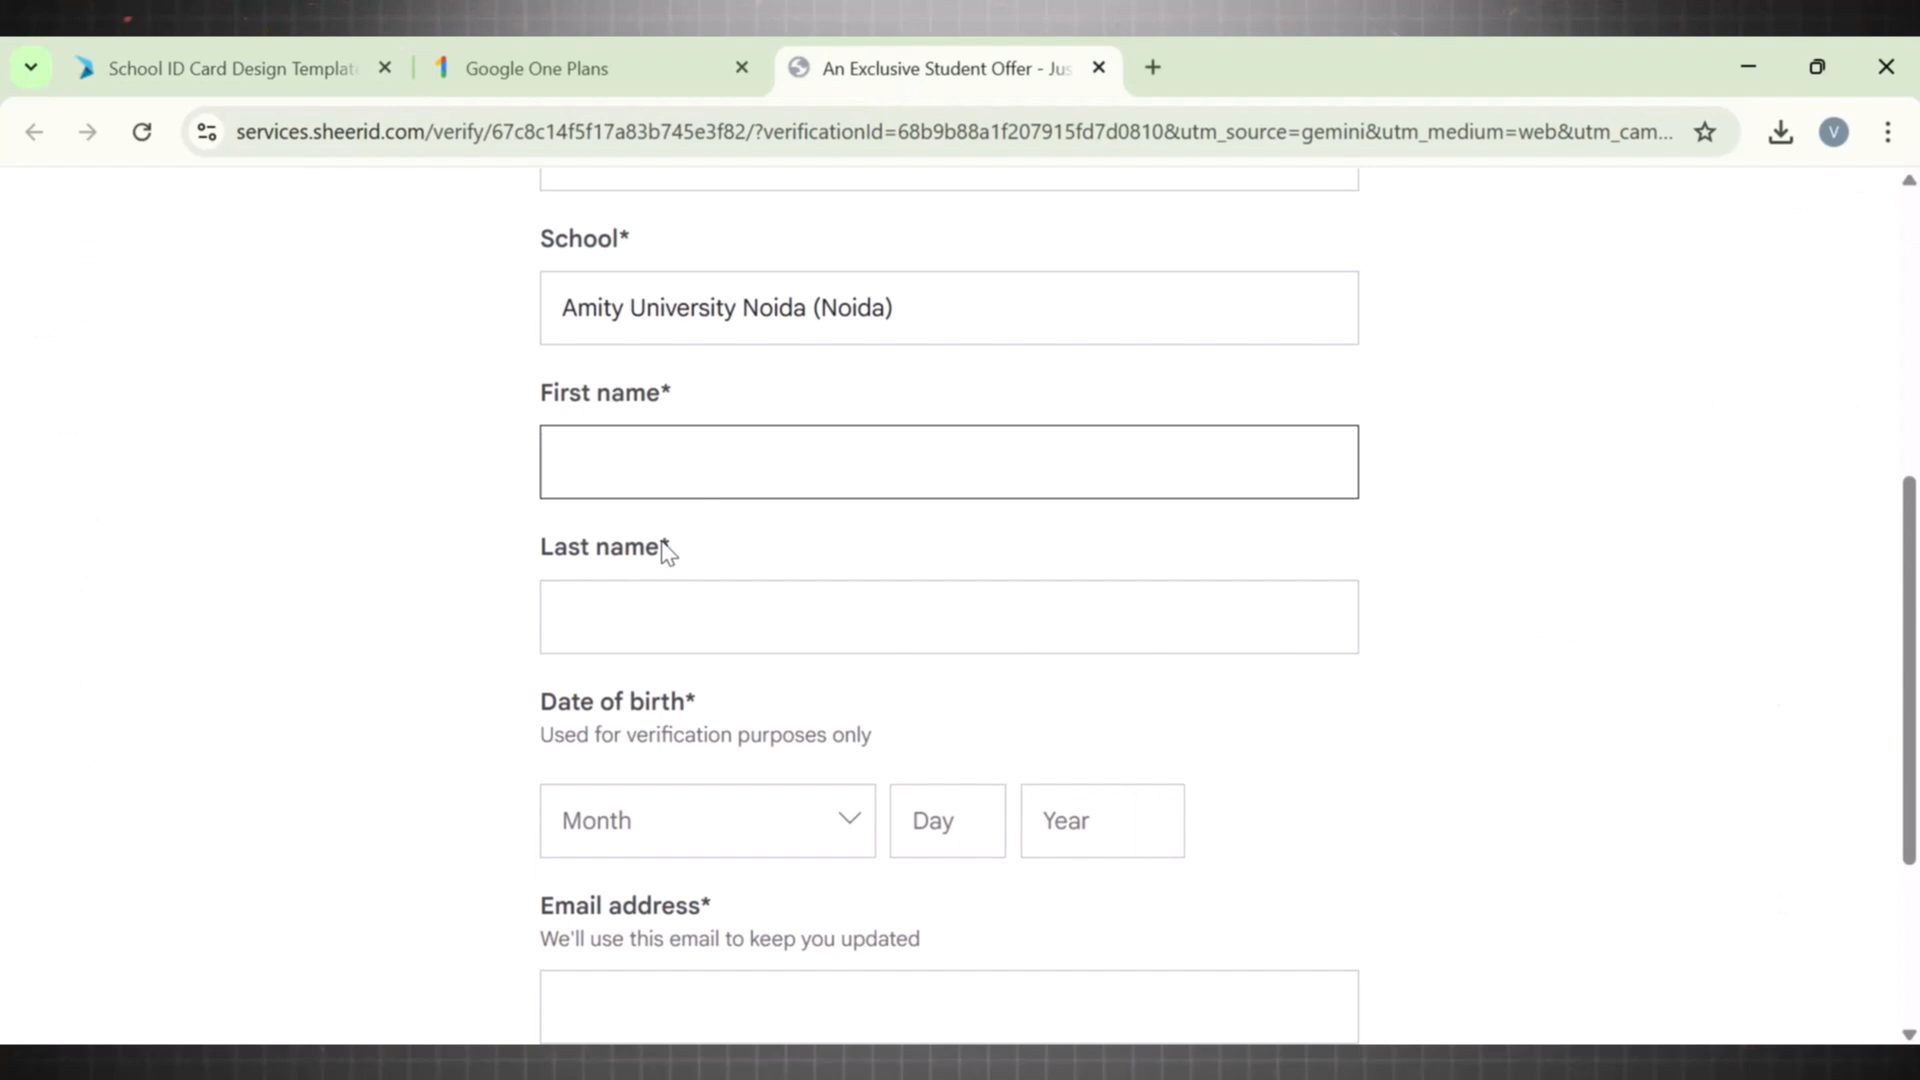 School ID Card Design Templat
Google One Plans
An Exclusive Student Offer - Jus
services.sheerid.com/verify/67c8c14f5f17a83b745e3f82/?verificationId=68b9b88a1f207915fd7d0810&utm_source=gemini&utm_medium=web&utm_cam...
V
School*
Amity University Noida (Noida)
First name*
Last name*
Date of birth*
Used for verification purposes only
Month
Day
Year
Email address*
We'll use this email to keep you updated